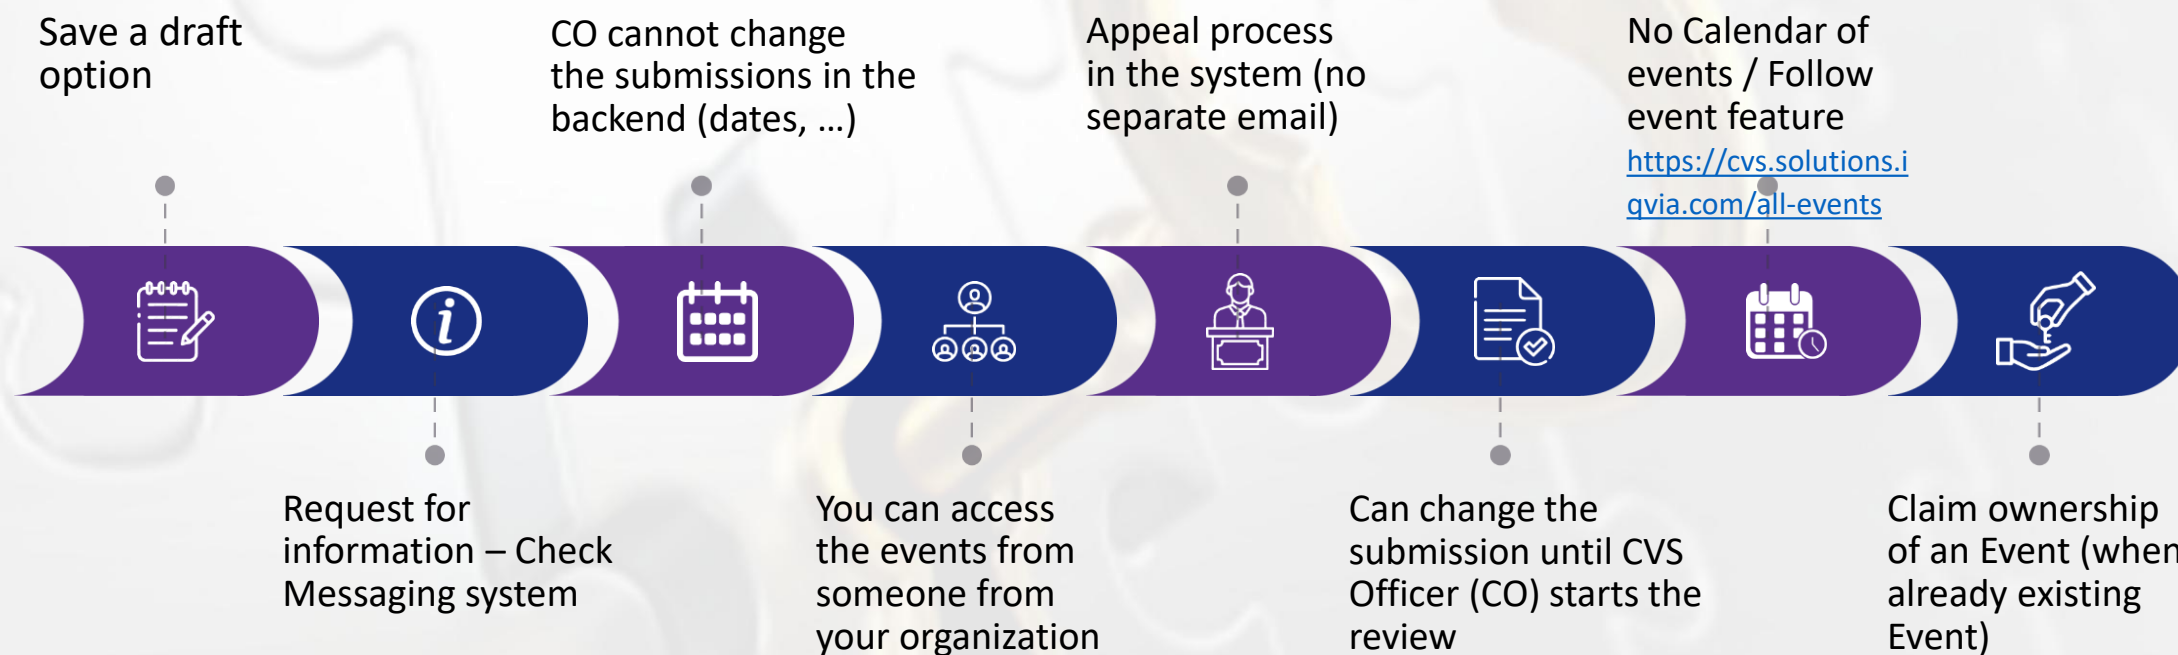 Save a draft
option
CO cannot change
the submissions in the
backend (dates, …)
Appeal process
in the system (no
separate email)
No Calendar of
events / Follow
event feature
https://cvs.solutions.i
qvia.com/all-events
Request for
information – Check
Messaging system
You can access
the events from
someone from
your organization
Can change the
submission until CVS
Officer (CO) starts the
review
Claim ownership
of an Event (when
already existing
Event)